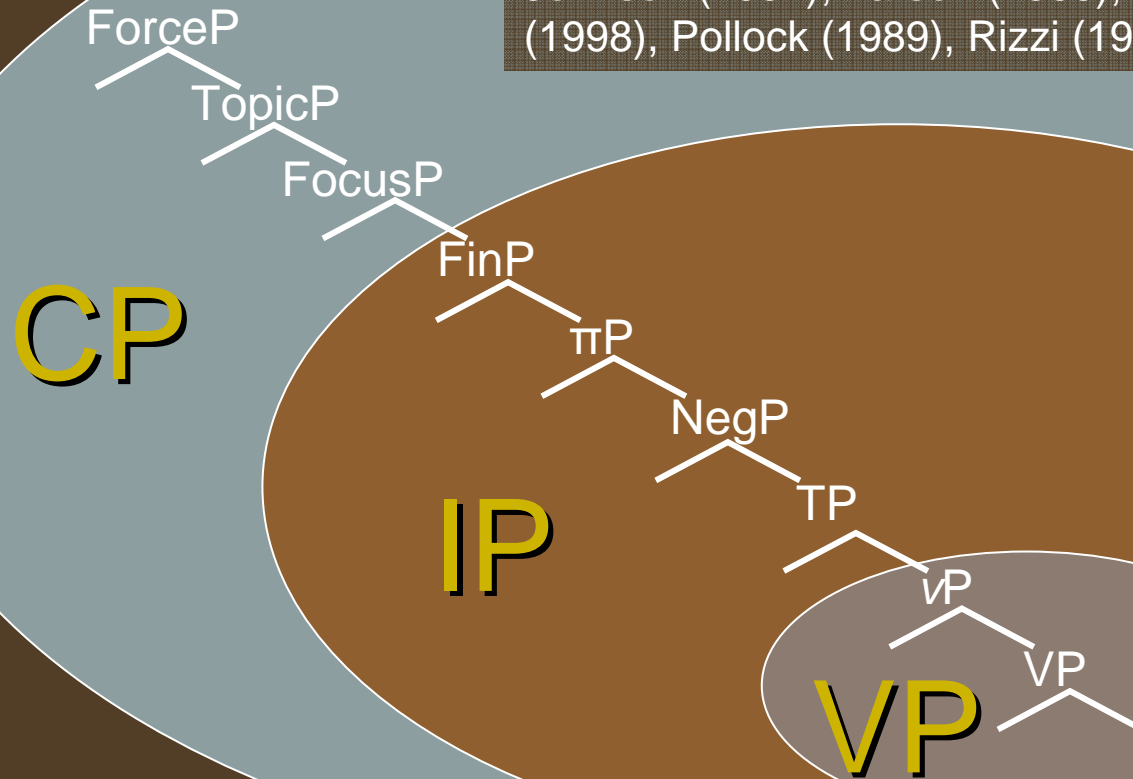 ForceP
(1998), Pollock (1989), Rizzi (19
TopicP
FocusP
FinP
CP
πP
NegP
TP
IP
vP
VP
VP